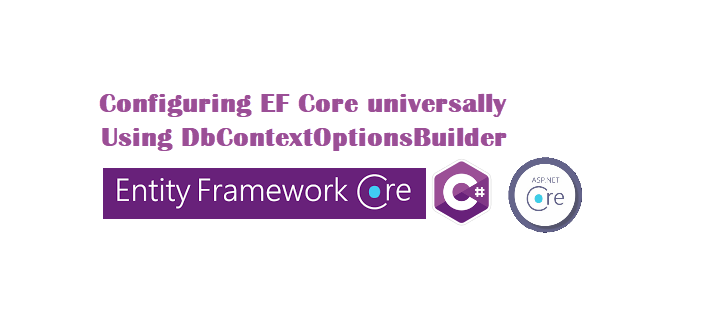 Configuring EF Core universally
Using DbContextOptionsBuilder
Entity Framework Core
C#
ASP.NET
Core